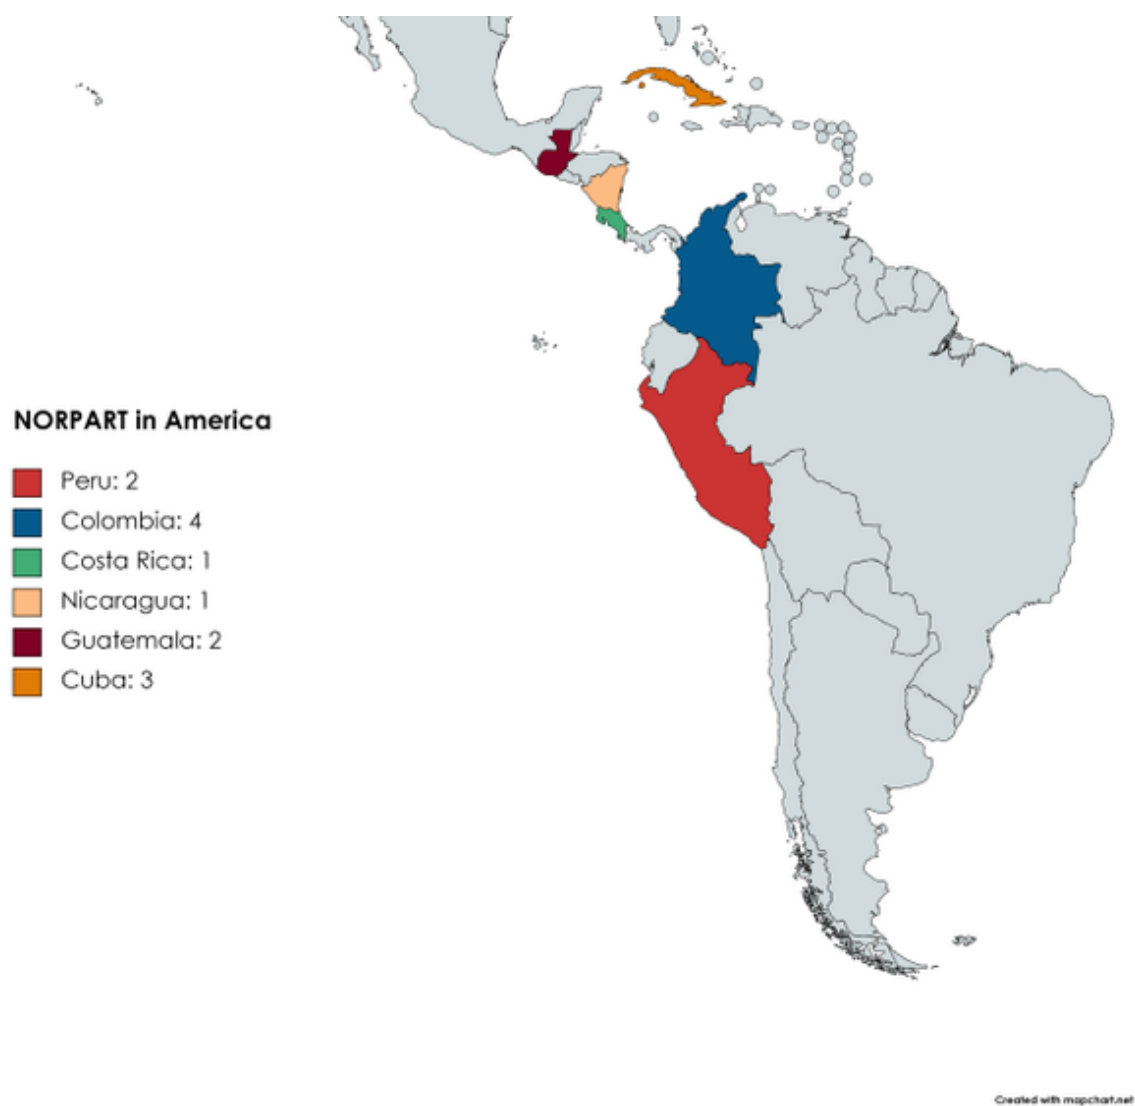 NORPART in America
Peru: 2
Colombia: 4
Costa Rica: 1
Nicaragua: 1
Guatemala: 2
Cuba: 3
Created with mapchart.net